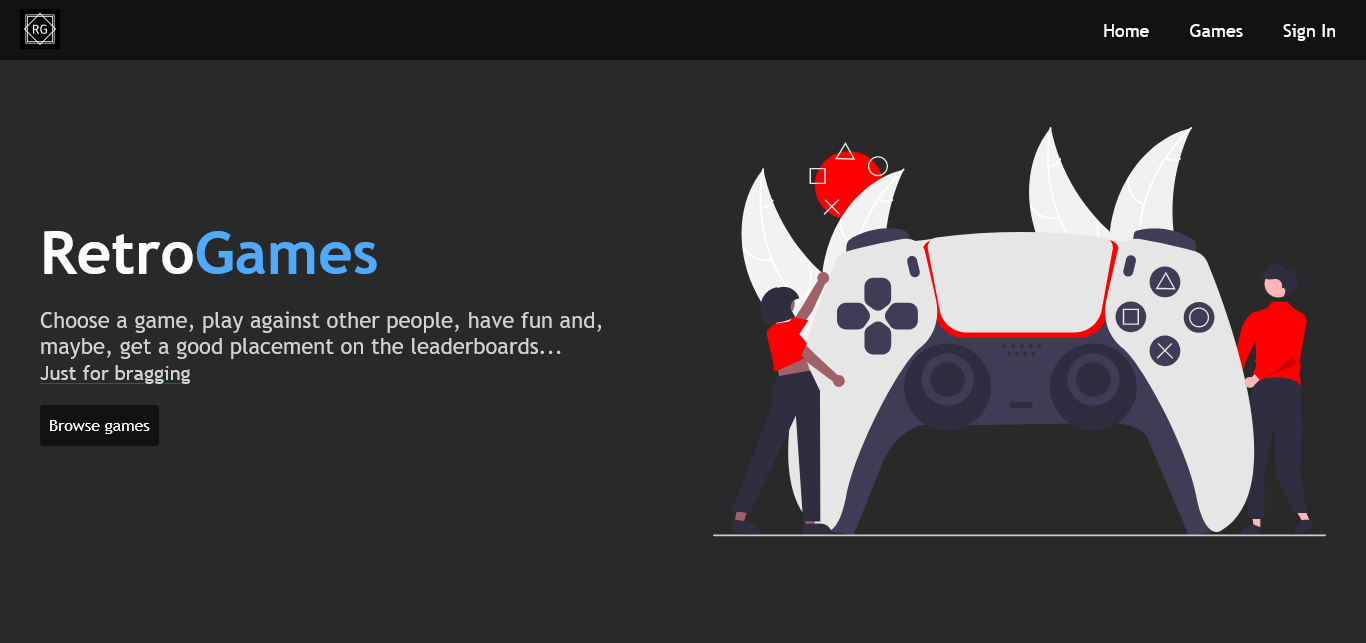 RG
Home Games Sign In
RetroGames
Choose a game, play against other people, have fun and,
maybe, get a good placement on the leaderboards...
Just for bragging
Browse games